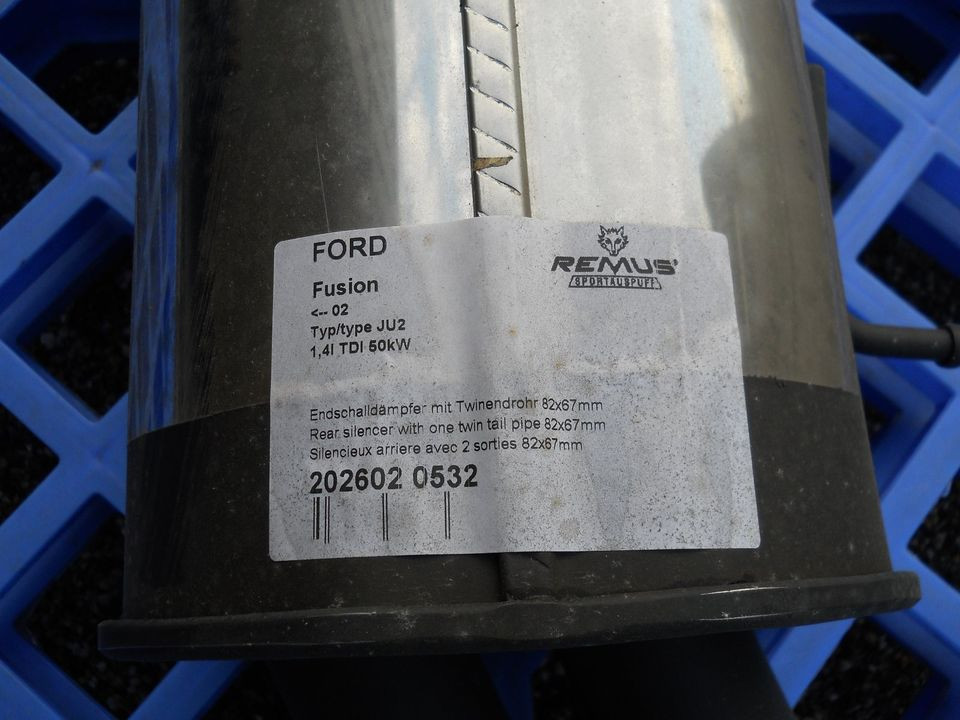 FORD
REMUS
SPORTAUSPUFF
Fusion
<-- 02
Typ/type JU2
1,4l TDI 50kW
Endschalldämpfer mit Twinendrohr 82x67mm
Rear silencer with one twin tail pipe 82x67mm
Silencieux arriere avec 2 sorties 82x67mm
202602 0532